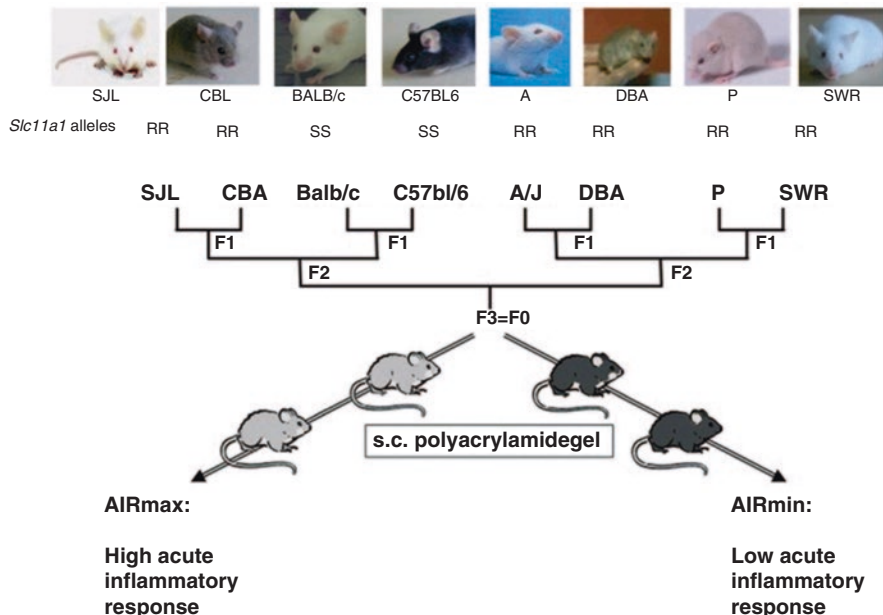 SJL CBL BALB/c C57BL6 A DBA P SWR
Slc11a1 alleles RR RR SS SS RR RR RR RR
SJL CBA Balb/c C57bl/6 A/J DBA P SWR
F1 F1 F1 F1
F2 F2
F3=F0
s.c. polyacrylamidegel
AIRmax: AIRmin:
High acute Low acute
inflammatory inflammatory
response response